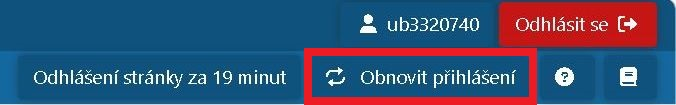 ub3320740 Odhlásit se
Odhlášení stránky za 19 minut Obnovit přihlášení ?